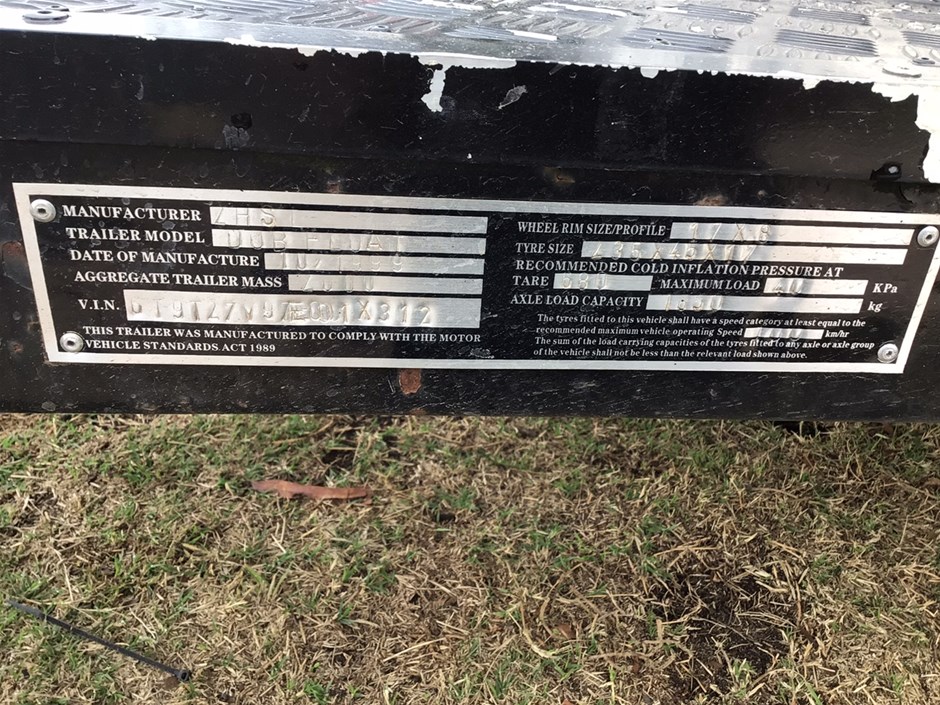 MANUFACTURER ZHST
TRAILER MODEL
DATE OF MANUFACTURE
AGGREGATE TRAILER MASS 2000
V.I.N.
THIS TRAILER WAS MANUFACTURED TO COMPLY WITH THE MOTOR
VEHICLE STANDARDS ACT 1989
WHEEL RIM SIZE/PROFILE 17X8
TYRE SIZE
RECOMMENDED COLD INFLATION PRESSURE AT
TARE MAXIMUM LOAD KPa
AXLE LOAD CAPACITY kg
The tyres fitted to this vehicle shall have a speed category at least equal to the
recommended maximum vehicle operating Speed km/hr
The sum of the load carrying capacities of the tyres fitted to any axle or axle group
of the vehicle shall not be less than the relevant load shown above.